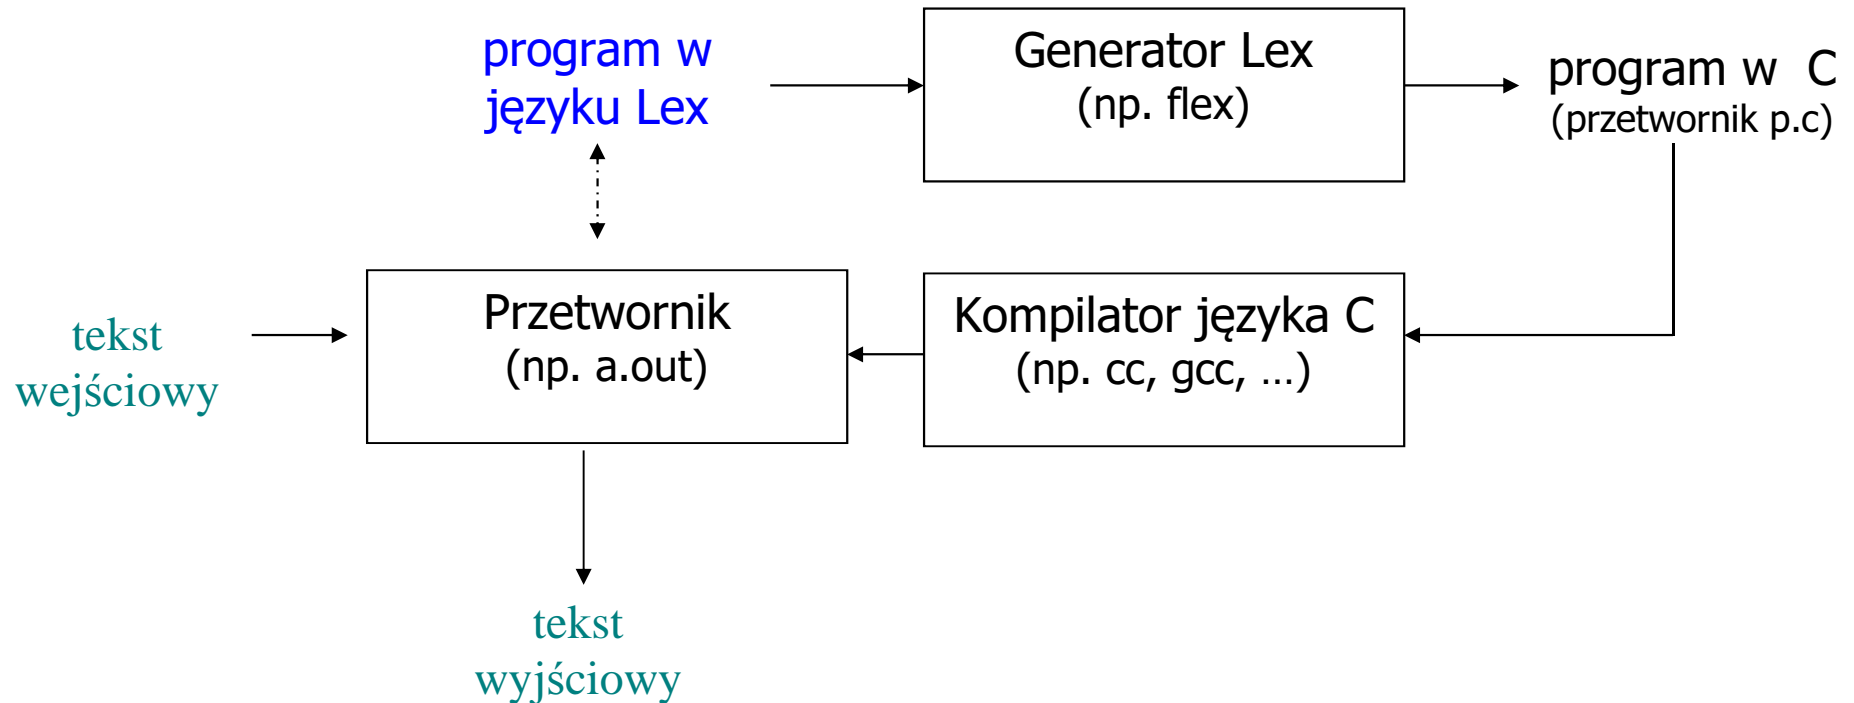 program w
języku Lex
Generator Lex
(np. flex)
program w C
(przetwornik p.c)
tekst
wejściowy
Przetwornik
(np. a.out)
Kompilator języka C
(np. cc, gcc, …)
tekst
wyjściowy